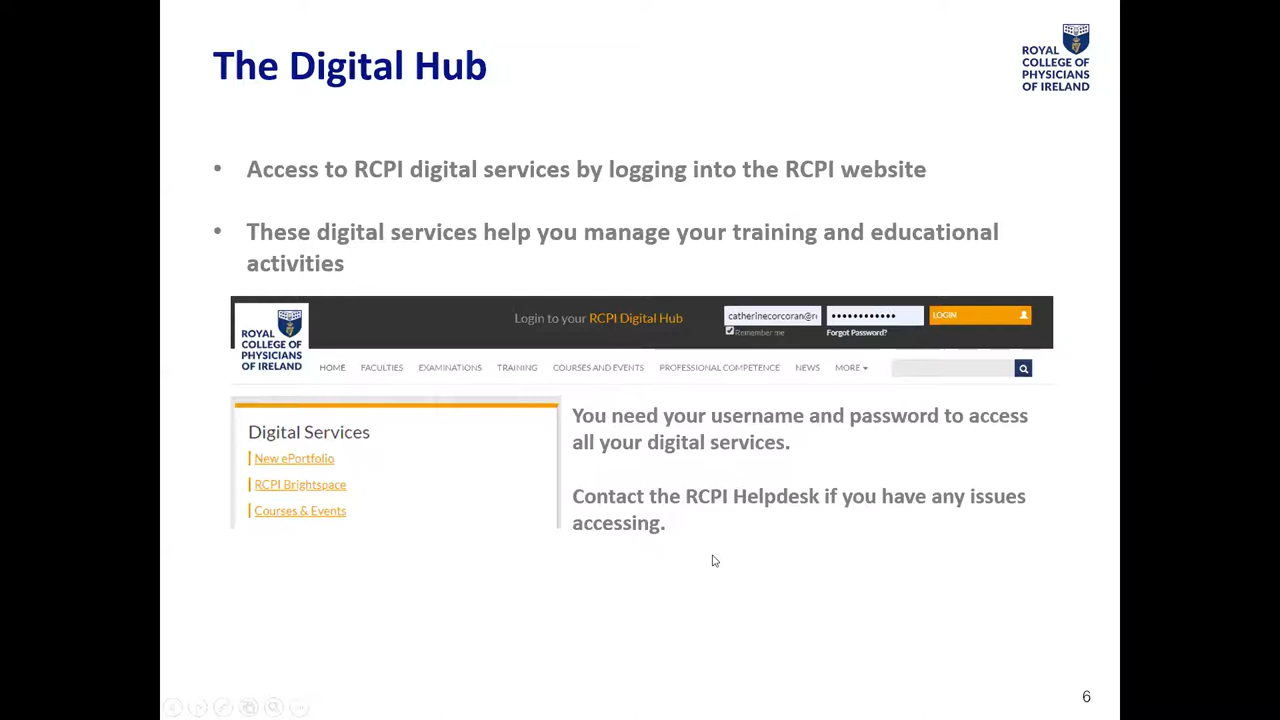 The Digital Hub
ROYAL
COLLEGE OF
PHYSICIANS
OF IRELAND
• Access to RCPI digital services by logging into the RCPI website
• These digital services help you manage your training and educational
activities
Login to your RCPI Digital Hub
catherinecorcoran@r
••••••••••••
LOGIN
Remember me
Forgot Password?
ROYAL
COLLEGE OF
PHYSICIANS
OF IRELAND
HOME FACULTIES EXAMINATIONS TRAINING COURSES AND EVENTS PROFESSIONAL COMPETENCE NEWS MORE
Digital Services
New ePortfolio
RCPI Brightspace
Courses & Events
You need your username and password to access
all your digital services.
Contact the RCPI Helpdesk if you have any issues
accessing.
6